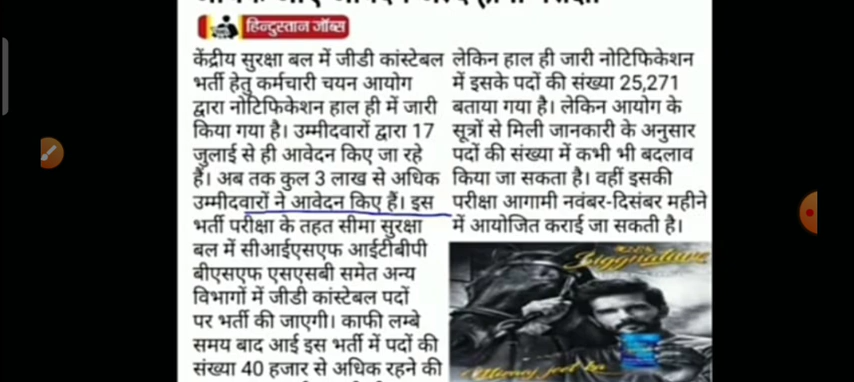 हिन्दुस्तान जॉब्स
केंद्रीय सुरक्षा बल में जीडी कांस्टेबल
भर्ती हेतु कर्मचारी चयन आयोग
द्वारा नोटिफिकेशन हाल ही में जारी
किया गया है। उम्मीदवारों द्वारा 17
जुलाई से ही आवेदन किए जा रहे
हैं। अब तक कुल 3 लाख से अधिक
उम्मीदवारों ने आवेदन किए हैं। इस
भर्ती परीक्षा के तहत सीमा सुरक्षा
बल में सीआईएसएफ आईटीबीपी
बीएसएफ एसएसबी समेत अन्य
विभागों में जीडी कांस्टेबल पदों
पर भर्ती की जाएगी। काफी लम्बे
समय बाद आई इस भर्ती में पदों की
संख्या 40 हजार से अधिक रहने की
लेकिन हाल ही जारी नोटिफिकेशन
में इसके पदों की संख्या 25,271
बताया गया है। लेकिन आयोग के
सूत्रों से मिली जानकारी के अनुसार
पदों की संख्या में कभी भी बदलाव
किया जा सकता है। वहीं इसकी
परीक्षा आगामी नवंबर-दिसंबर महीने
में आयोजित कराई जा सकती है।